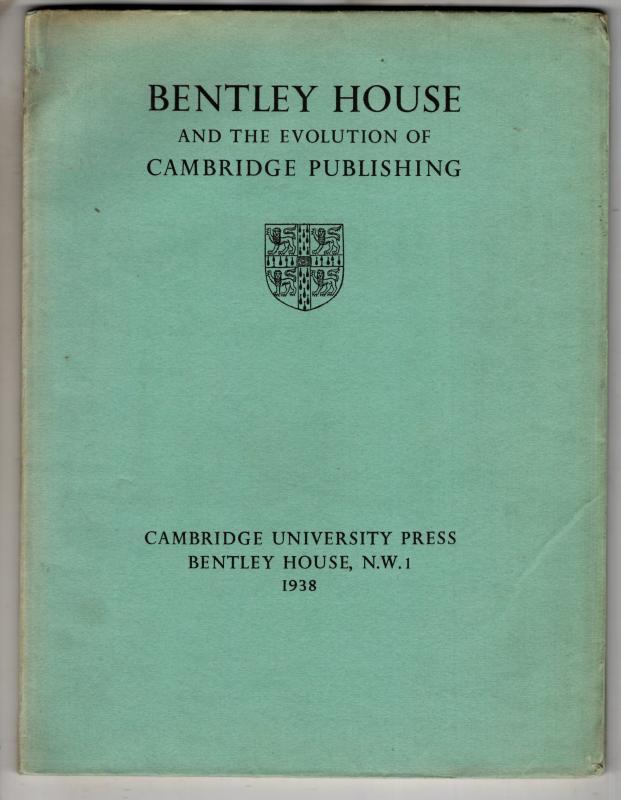 BENTLEY HOUSE
AND THE EVOLUTION OF
CAMBRIDGE PUBLISHING
CAMBRIDGE UNIVERSITY PRESS
BENTLEY HOUSE, N.W.1
1938